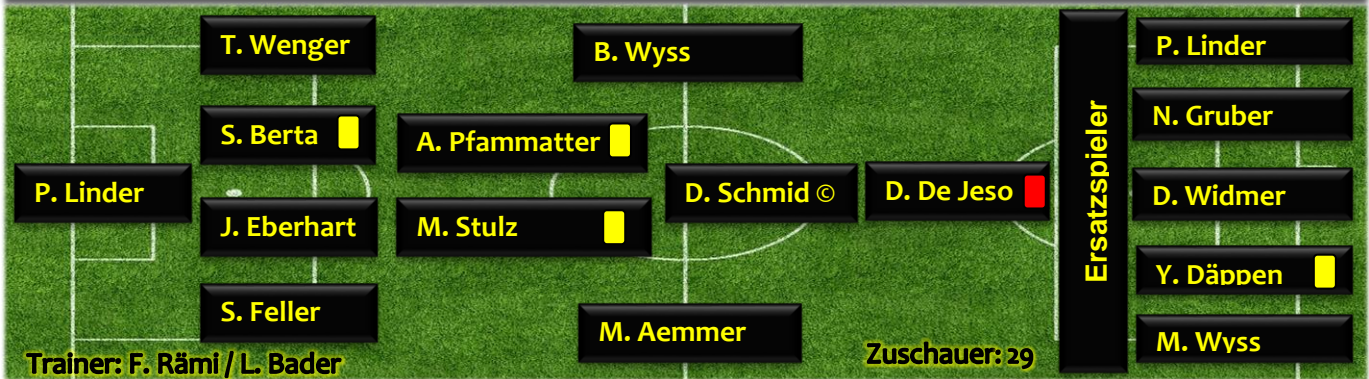 P. Linder
T. Wenger
S. Berta
J. Eberhart
S. Feller
A. Pfammatter
M. Stulz
B. Wyss
D. Schmid ©
M. Aemmer
D. De Jeso
Ersatzspieler
P. Linder
N. Gruber
D. Widmer
Y. Däppen
M. Wyss
Trainer: F. Rämi / L. Bader
Zuschauer: 29